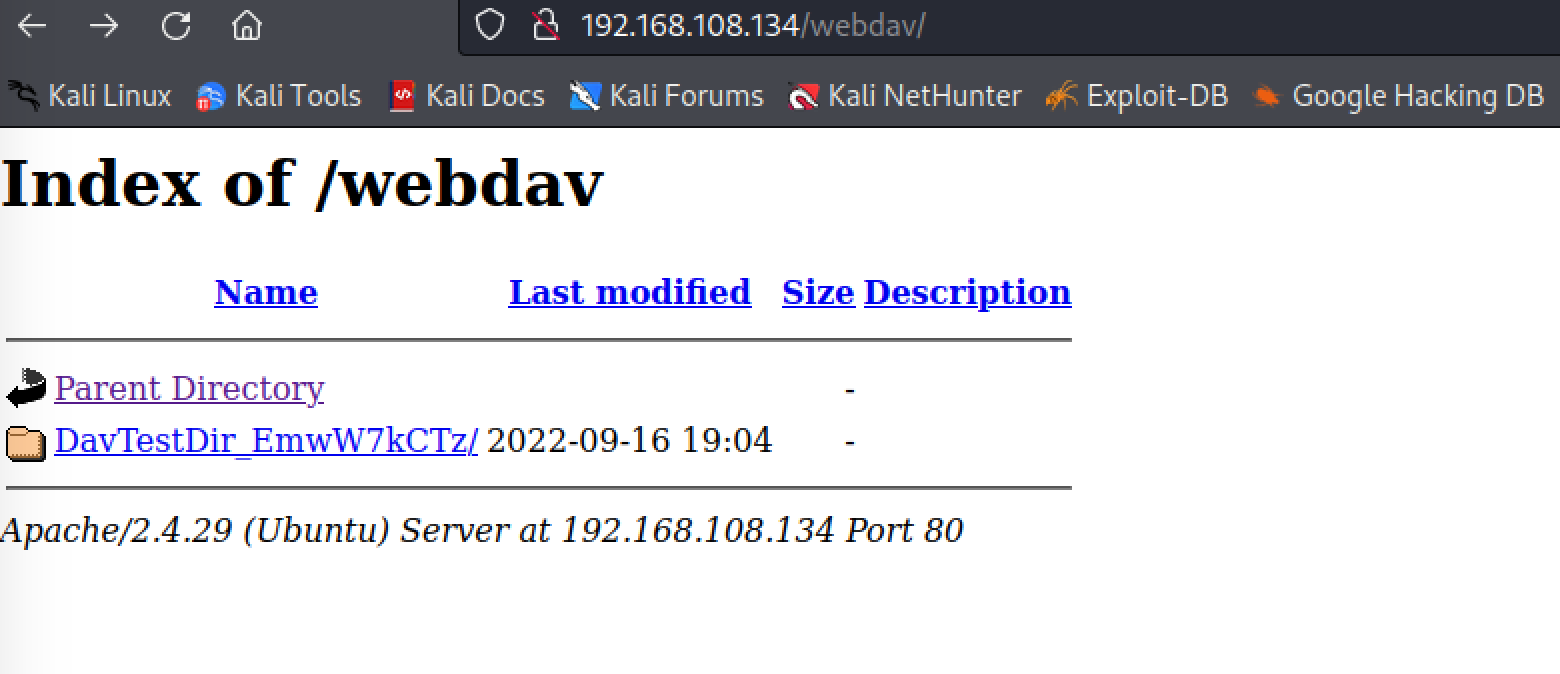 192.168.108.134/webdav/
Kali Linux Kali Tools Kali Docs Kali Forums Kali NetHunter Exploit-DB Google Hacking DB
Index of /webdav
Name Last modified Size Description
Parent Directory -
DavTestDir_EmwW7kCTz/ 2022-09-16 19:04 -
Apache/2.4.29 (Ubuntu) Server at 192.168.108.134 Port 80